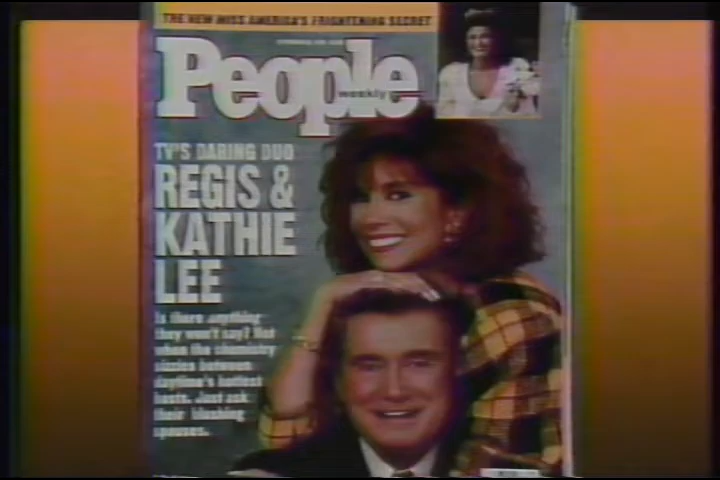 THE NEW MISS AMERICA'S FRIGHTENING SECRET
People
weekly
TV'S DARING DUO
REGIS &
KATHIE
LEE
Is there anything
they won't say? Not
when the chemistry
sizzles between
daytime's hottest
hosts. Just ask
their blushing
spouses.